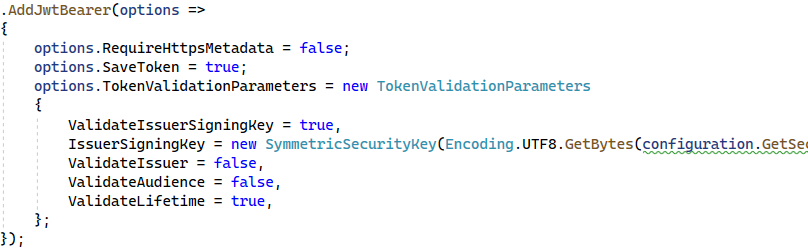 .AddJwtBearer(options =>
{
    options.RequireHttpsMetadata = false;
    options.SaveToken = true;
    options.TokenValidationParameters = new TokenValidationParameters
    {
        ValidateIssuerSigningKey = true,
        IssuerSigningKey = new SymmetricSecurityKey(Encoding.UTF8.GetBytes(configuration.GetSec
        ValidateIssuer = false,
        ValidateAudience = false,
        ValidateLifetime = true,
    };
});